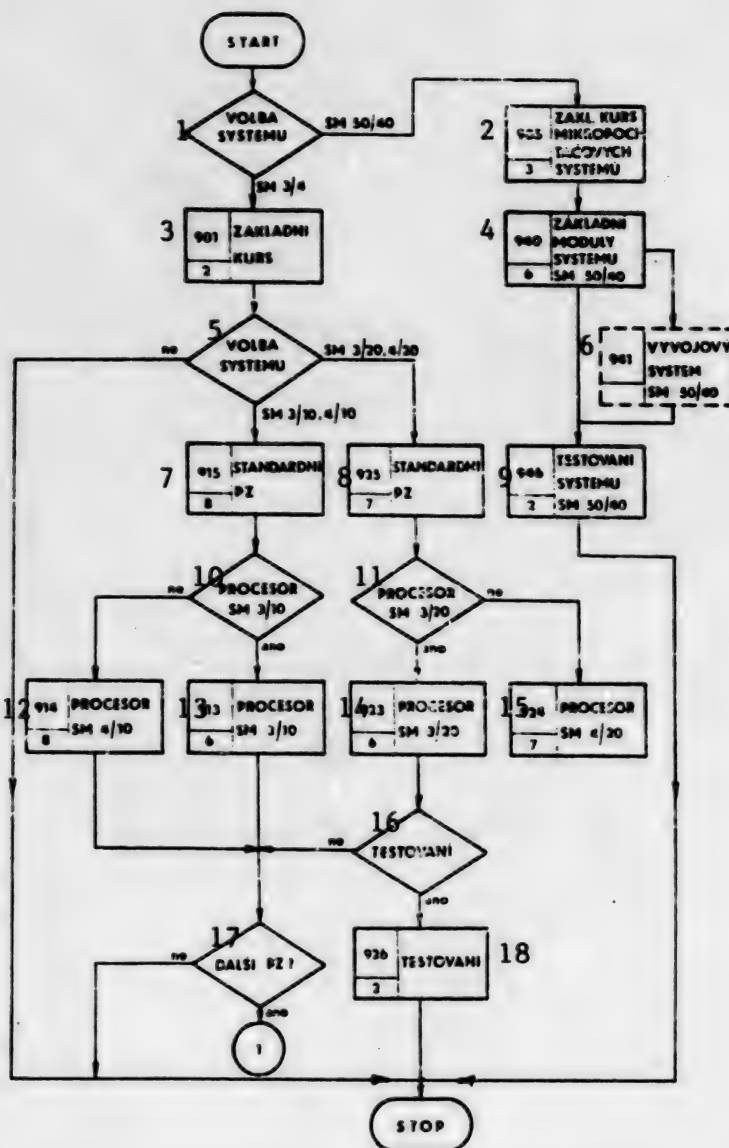 START
1
VOLBA
SYSTEMU
SM 50/40
SM 3/4
2
ZAKL. KURS
MIKROPOCI-
TACOVÝCH
SYSTEMŮ
3
3
901
ZAKLADNI
KURS
2
4
940
ZAKLADNI
MODULY
SYSTEMU
SM 50/40
6
5
VOLBA
SYSTEMU
ne
SM 3/20, 4/20
SM 3/10, 4/10
6
941
VYVOJOVÝ
SYSTEM
SM 50/40
7
915
STANDARDNI
PZ
8
8
925
STANDARDNI
PZ
7
9
946
TESTOVANI
SYSTEMU
SM 50/40
2
10
PROCESOR
SM 3/10
ne
ano
11
PROCESOR
SM 3/20
ne
ano
12
914
PROCESOR
SM 4/10
8
13
PROCESOR
SM 3/10
6
14
PROCESOR
SM 3/20
6
15
PROCESOR
SM 4/20
7
16
TESTOVANÍ
ne
ano
17
DALSI PZ?
ne
ano
1
18
926
TESTOVANI
STOP